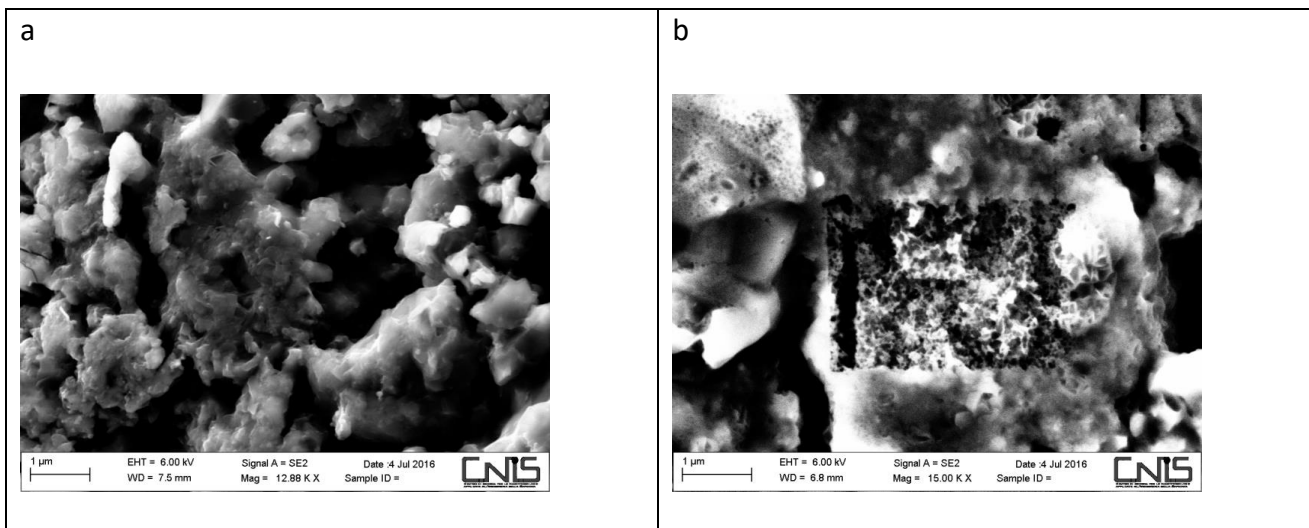 a
b
1 µm
EHT = 6.00 kV
WD = 7.5 mm
Signal A = SE2
Mag = 12.88 K X
Date :4 Jul 2016
Sample ID =
CNIS
1 µm
EHT = 6.00 kV
WD = 6.8 mm
Signal A = SE2
Mag = 15.00 K X
Date :4 Jul 2016
Sample ID =
CNIS